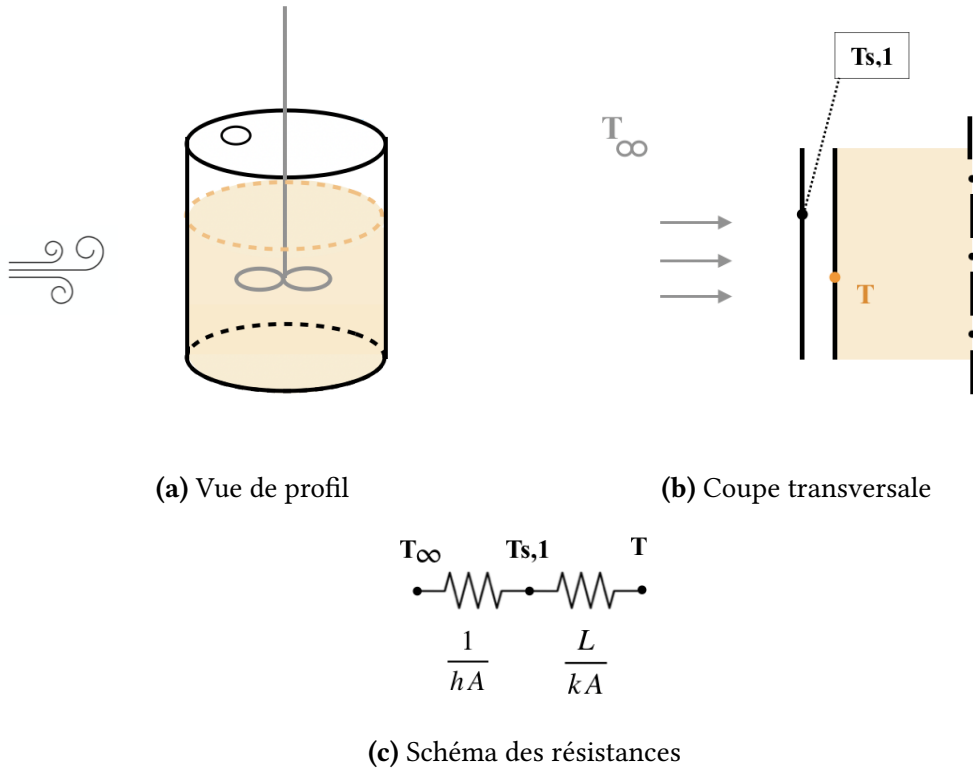 Ts,1
T∞
T
(a) Vue de profil
(b) Coupe transversale
T∞ Ts,1 T
1 L
hA kA
(c) Schéma des résistances